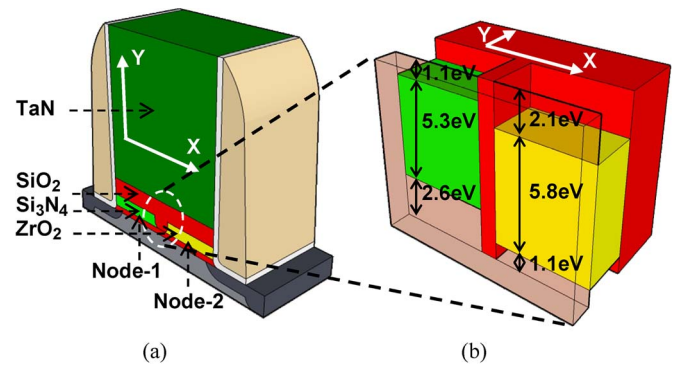 Y
TaN
X
SiO₂
Si₃N₄
ZrO₂
Node-1
Node-2
(a)
Y
X
1.1eV
2.1eV
5.3eV
5.8eV
2.6eV
1.1eV
(b)